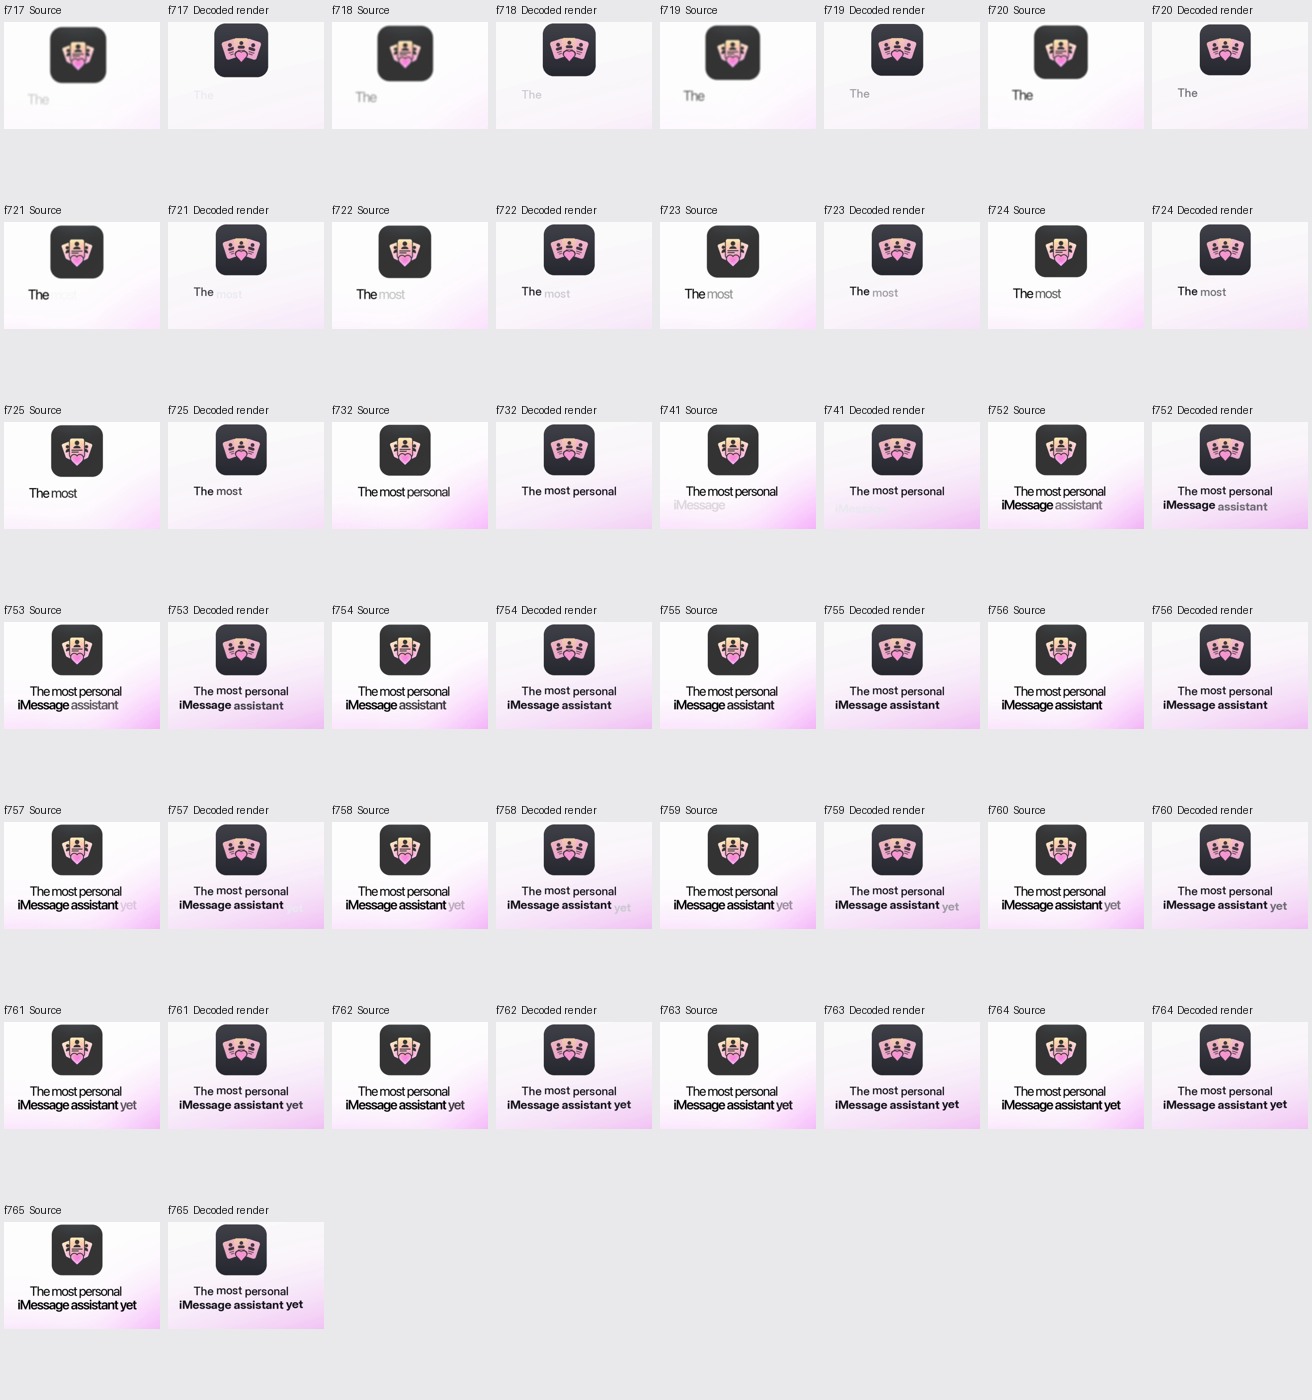 f717 Source
f717 Decoded render
f718 Source
f718 Decoded render
f719 Source
f719 Decoded render
f720 Source
f720 Decoded render
The
The
The
The
The
The
The
The
f721 Source
f721 Decoded render
f722 Source
f722 Decoded render
f723 Source
f723 Decoded render
f724 Source
f724 Decoded render
The most
The most
The most
The most
The most
The most
The most
The most
f725 Source
f725 Decoded render
f732 Source
f732 Decoded render
f741 Source
f741 Decoded render
f752 Source
f752 Decoded render
The most
The most
The most personal
The most personal
The most personal
iMessage
The most personal
iMessage
The most personal
iMessage assistant
The most personal
iMessage assistant
f753 Source
f753 Decoded render
f754 Source
f754 Decoded render
f755 Source
f755 Decoded render
f756 Source
f756 Decoded render
The most personal
iMessage assistant
The most personal
iMessage assistant
The most personal
iMessage assistant
The most personal
iMessage assistant
The most personal
iMessage assistant
The most personal
iMessage assistant
The most personal
iMessage assistant
The most personal
iMessage assistant
f757 Source
f757 Decoded render
f758 Source
f758 Decoded render
f759 Source
f759 Decoded render
f760 Source
f760 Decoded render
The most personal
iMessage assistant yet
The most personal
iMessage assistant yet
The most personal
iMessage assistant yet
The most personal
iMessage assistant yet
The most personal
iMessage assistant yet
The most personal
iMessage assistant yet
The most personal
iMessage assistant yet
The most personal
iMessage assistant yet
f761 Source
f761 Decoded render
f762 Source
f762 Decoded render
f763 Source
f763 Decoded render
f764 Source
f764 Decoded render
The most personal
iMessage assistant yet
The most personal
iMessage assistant yet
The most personal
iMessage assistant yet
The most personal
iMessage assistant yet
The most personal
iMessage assistant yet
The most personal
iMessage assistant yet
The most personal
iMessage assistant yet
The most personal
iMessage assistant yet
f765 Source
f765 Decoded render
The most personal
iMessage assistant yet
The most personal
iMessage assistant yet